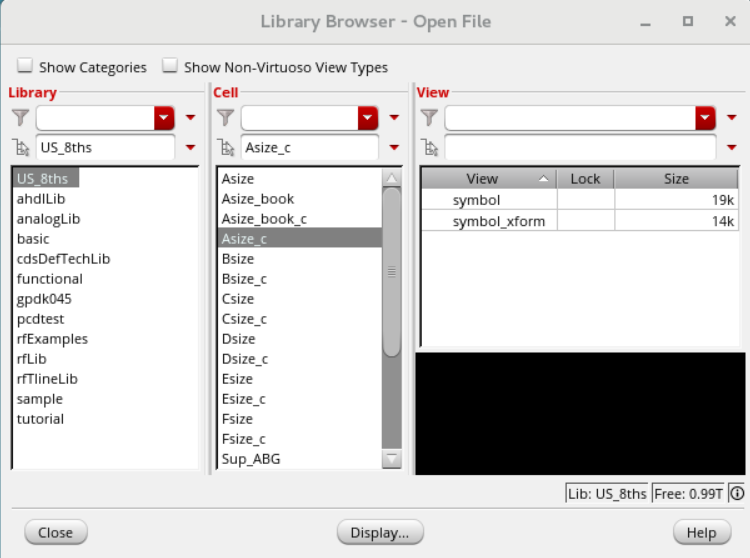 Library Browser - Open File
Show Categories
Show Non-Virtuoso View Types
Library
US_8ths
US_8ths
ahdlLib
analogLib
basic
cdsDefTechLib
functional
gpdk045
pcdtest
rfExamples
rfLib
rfTlineLib
sample
tutorial
Cell
Asize_c
Asize
Asize_book
Asize_book_c
Asize_c
Bsize
Bsize_c
Csize
Csize_c
Dsize
Dsize_c
Esize
Esize_c
Fsize
Fsize_c
Sup_ABG
View
View Lock Size
symbol 19k
symbol_xform 14k
Lib: US_8ths Free: 0.99T
Close Display... Help